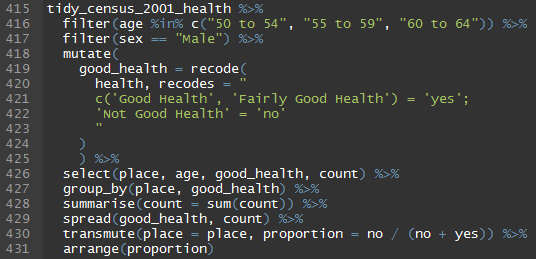 415 tidy_census_2001_health %>%
416   filter(age %in% c("50 to 54", "55 to 59", "60 to 64")) %>%
417   filter(sex == "Male") %>%
418   mutate(
419     good_health = recode(
420       health, recodes = "
421       c('Good Health', 'Fairly Good Health') = 'yes';
422       'Not Good Health' = 'no'
423       "
424     )
425     ) %>%
426   select(place, age, good_health, count) %>%
427   group_by(place, good_health) %>%
428   summarise(count = sum(count)) %>%
429   spread(good_health, count) %>%
430   transmute(place = place, proportion = no / (no + yes)) %>%
431   arrange(proportion)